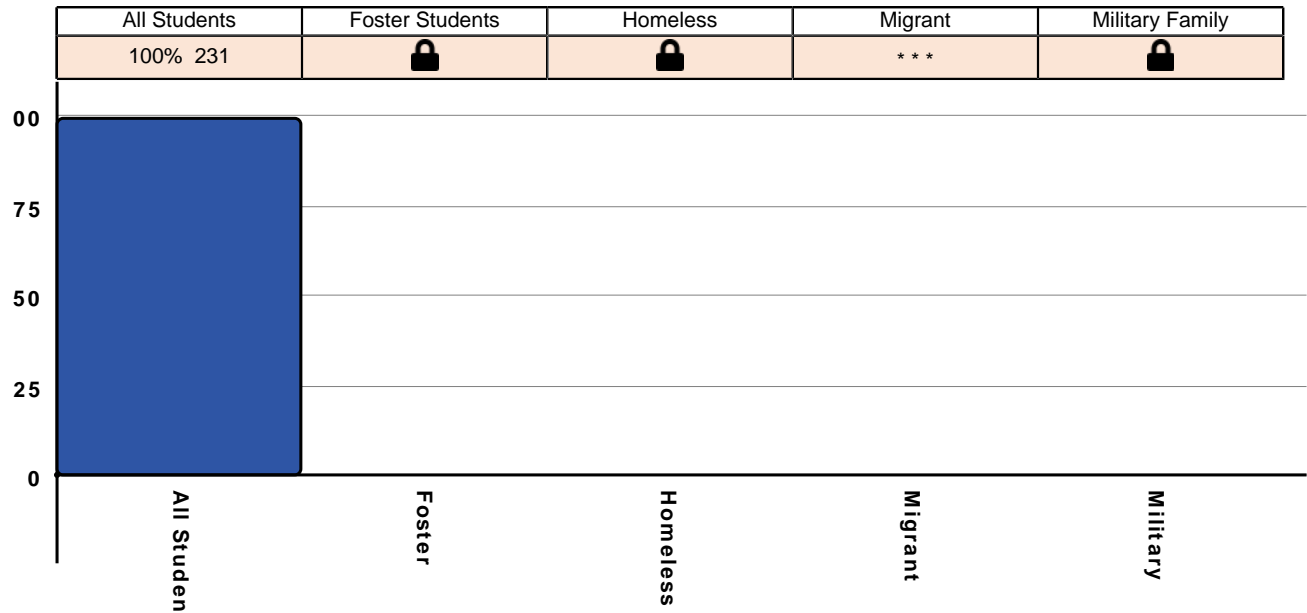 All Students Foster Students Homeless Migrant Military Family
100% 231 * * *
00
75
50
25
0
All Studen
Foster
Homeless
Migrant
Military